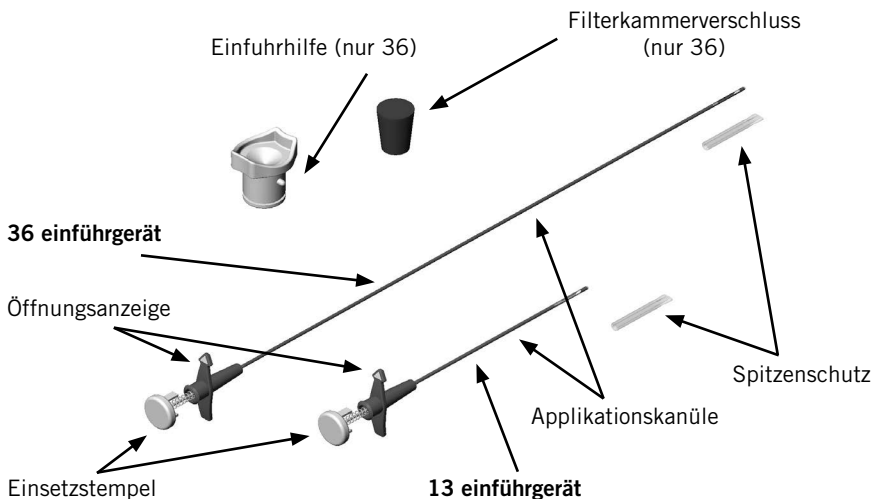 Filterkammerverschluss
(nur 36)
Einfuhrhilfe (nur 36)
36 einführgerät
Öffnungsanzeige
Spitzenschutz
Applikationskanüle
Einsetzstempel
13 einführgerät